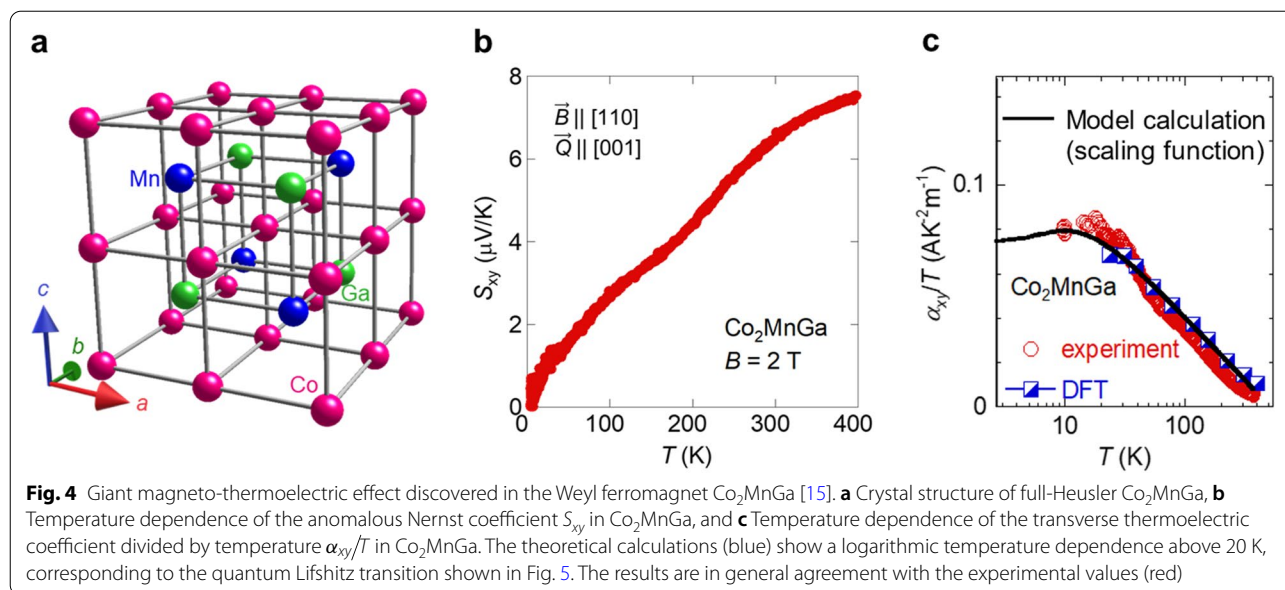 a
Mn
Ga
Co
c
b
a
b
8
6
4
2
0
S_xy (μV/K)
B⃗ || [110]
Q⃗ || [001]
Co₂MnGa
B = 2 T
100 200 300 400
T (K)
c
0.1
0
α_xy/T (AK⁻²m⁻¹)
Model calculation
(scaling function)
Co₂MnGa
experiment
DFT
10 100
T (K)
Fig. 4 Giant magneto-thermoelectric effect discovered in the Weyl ferromagnet Co₂MnGa [15]. a Crystal structure of full-Heusler Co₂MnGa, b
Temperature dependence of the anomalous Nernst coefficient S_xy in Co₂MnGa, and c Temperature dependence of the transverse thermoelectric
coefficient divided by temperature α_xy/T in Co₂MnGa. The theoretical calculations (blue) show a logarithmic temperature dependence above 20 K,
corresponding to the quantum Lifshitz transition shown in Fig. 5. The results are in general agreement with the experimental values (red)